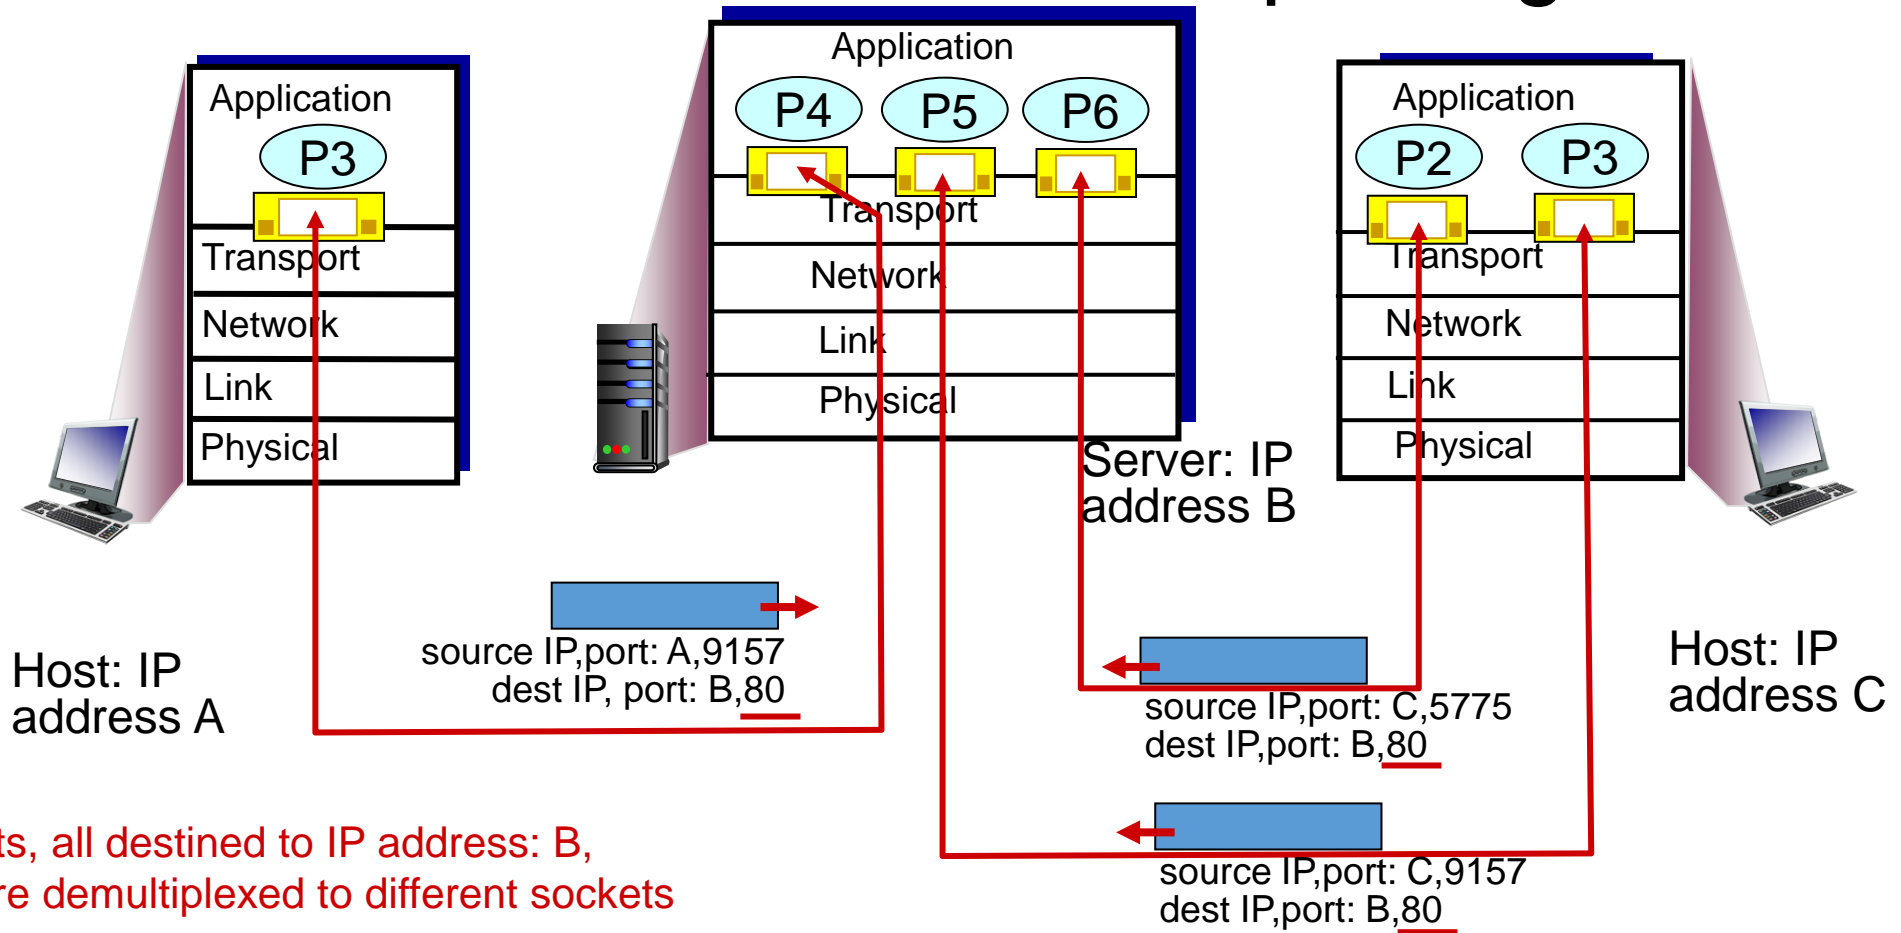 Application
P3
Transport
Network
Link
Physical
Host: IP
address A
Application
P4 P5 P6
Transport
Network
Link
Physical
Server: IP
address B
Application
P2 P3
Transport
Network
Link
Physical
Host: IP
address C
source IP,port: A,9157
dest IP, port: B,80
source IP,port: C,5775
dest IP,port: B,80
source IP,port: C,9157
dest IP,port: B,80
all destined to IP address: B,
demultiplexed to different sockets